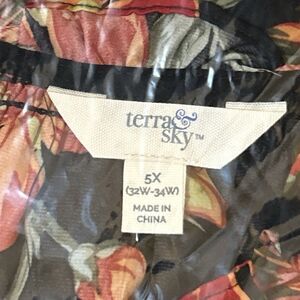 terra &
sky™
5X
(32W-34W)
MADE IN
CHINA